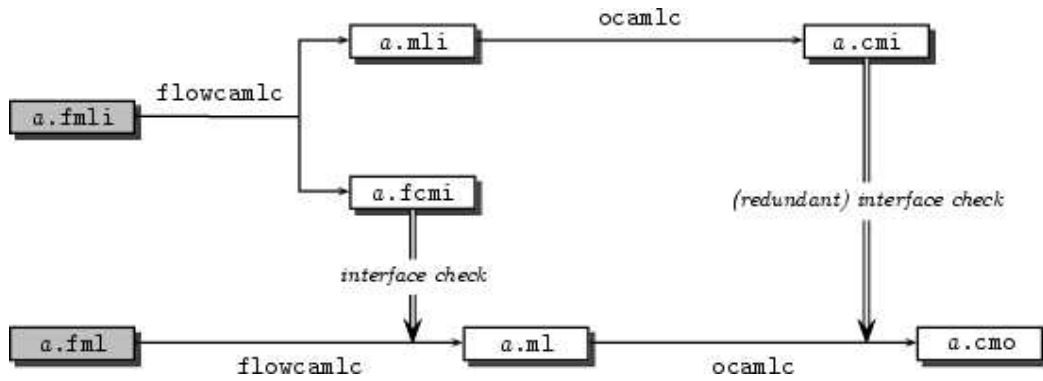 ocamlc
a.mli
a.cmi
flowcamlc
a.fmli
a.fcmi
(redundant) interface check
interface check
a.fml
a.ml
a.cmo
flowcamlc
ocamlc